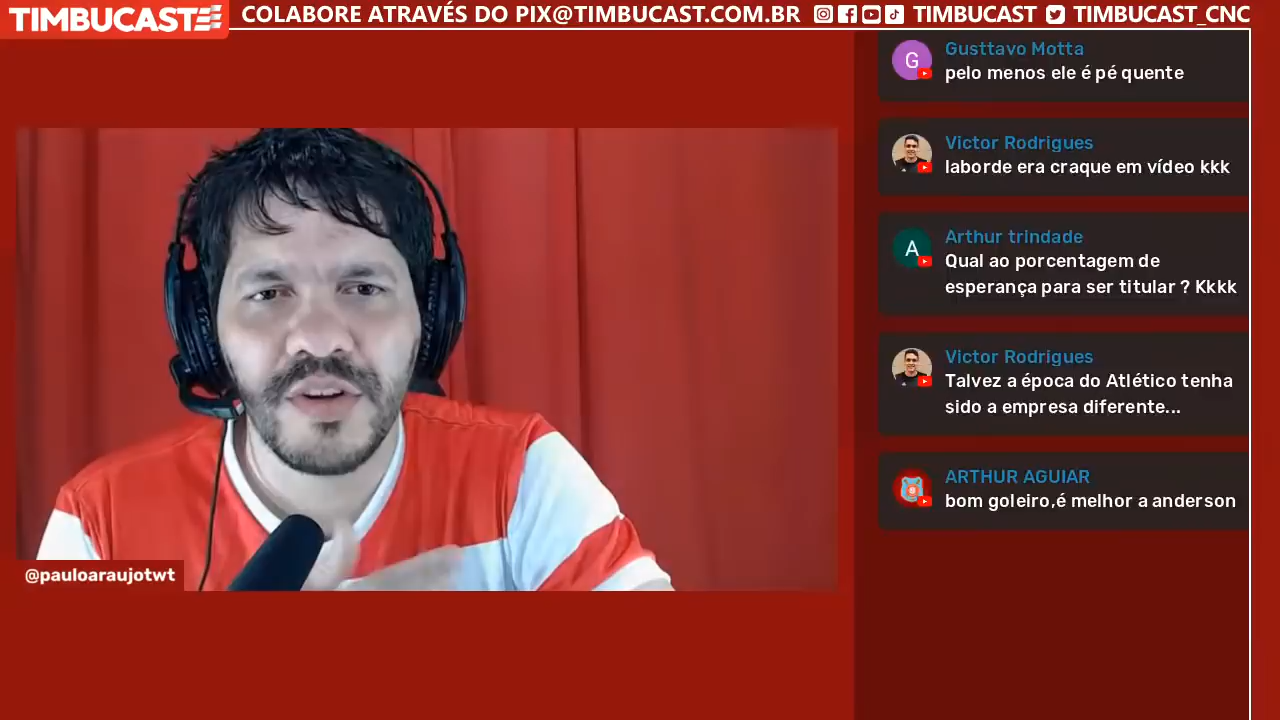 TIMBUCAST
COLABORE ATRAVÉS DO PIX@TIMBUCAST.COM.BR
TIMBUCAST
TIMBUCAST_CNC
G
Gusttavo Motta
pelo menos ele é pé quente
Victor Rodrigues
laborde era craque em vídeo kkk
A
Arthur trindade
Qual ao porcentagem de
esperança para ser titular ? Kkkk
Victor Rodrigues
Talvez a época do Atlético tenha
sido a empresa diferente...
ARTHUR AGUIAR
bom goleiro,é melhor a anderson
@pauloaraujotwt